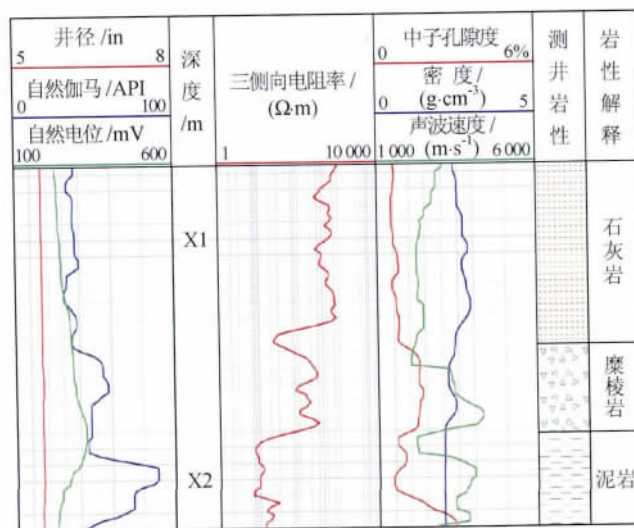 井径/in
5 8
自然伽马/API
0 100
自然电位/mV
100 600
深度/m
三侧向电阻率/
(Ω·m)
1 10 000
中子孔隙度
0 6%
密度/
(g·cm⁻³)
0 5
声波速度/
(m·s⁻¹)
1 000 6 000
测井岩性
岩性解释
X1
X2
石灰岩
糜棱岩
泥岩